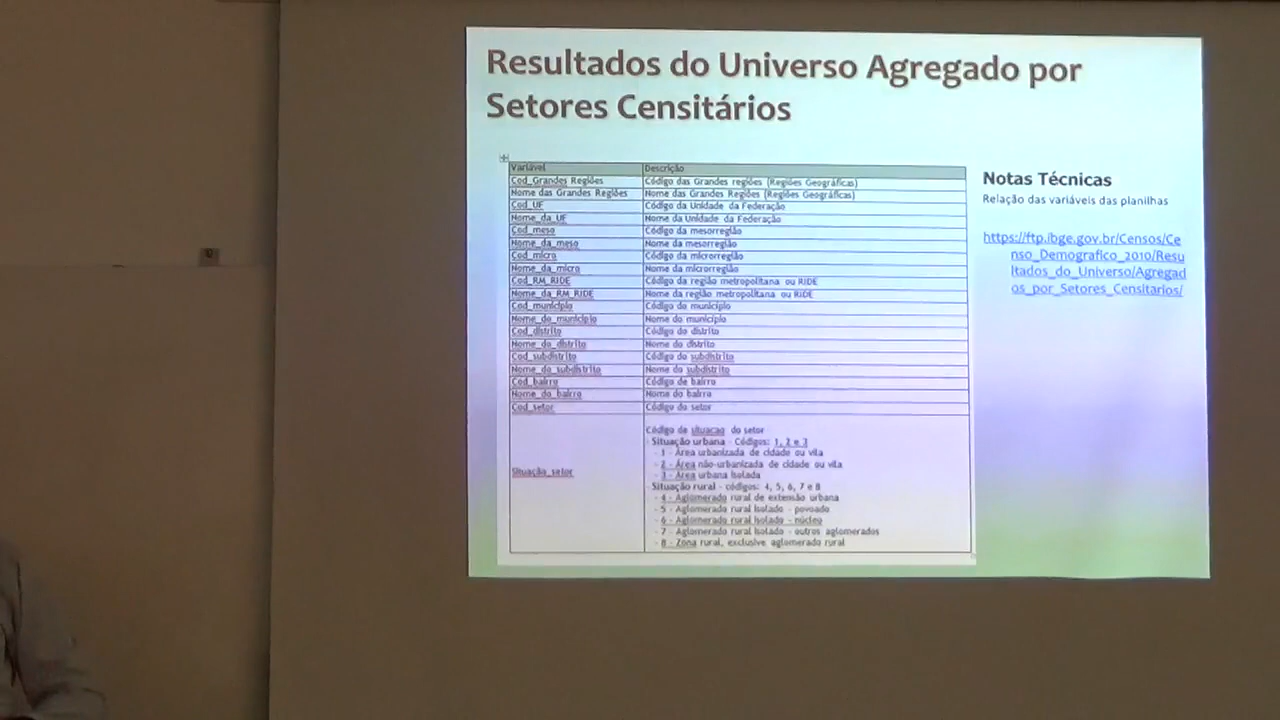 Resultados do Universo Agregado por
Setores Censitários
Variável Descrição
Cod_Grandes Regiões Código das Grandes regiões (Regiões Geográficas)
Nome das Grandes Regiões Nome das Grandes Regiões (Regiões Geográficas)
Cod_UF Código da Unidade da Federação
Nome_da_UF Nome da Unidade da Federação
Cod_meso Código da mesorregião
Nome_da_meso Nome da mesorregião
Cod_micro Código da microrregião
Nome_da_micro Nome da microrregião
Cod_RM_RIDE Código da região metropolitana ou RIDE
Nome_da_RM_RIDE Nome da região metropolitana ou RIDE
Cod_municipio Código do município
Nome_do_municipio Nome do município
Cod_distrito Código do distrito
Nome_do_distrito Nome do distrito
Cod_subdistrito Código do subdistrito
Nome_do_subdistrito Nome do subdistrito
Cod_bairro Código de bairro
Nome_do_bairro Nome do bairro
Cod_setor Código do setor
Situação_setor
Código de situacao do setor
Situação urbana - Códigos: 1, 2 e 3
- 1 - Área urbanizada de cidade ou vila
- 2 - Área não-urbanizada de cidade ou vila
- 3 - Área urbana isolada
Situação rural - códigos: 4, 5, 6, 7 e 8
- 4 - Aglomerado rural de extensão urbana
- 5 - Aglomerado rural isolado - povoado
- 6 - Aglomerado rural isolado - núcleo
- 7 - Aglomerado rural isolado - outros aglomerados
- 8 - Zona rural, exclusive aglomerado rural
Notas Técnicas
Relação das variáveis das planilhas
https://ftp.ibge.gov.br/Censos/Ce
nso_Demografico_2010/Resu
ltados_do_Universo/Agregad
os_por_Setores_Censitarios/